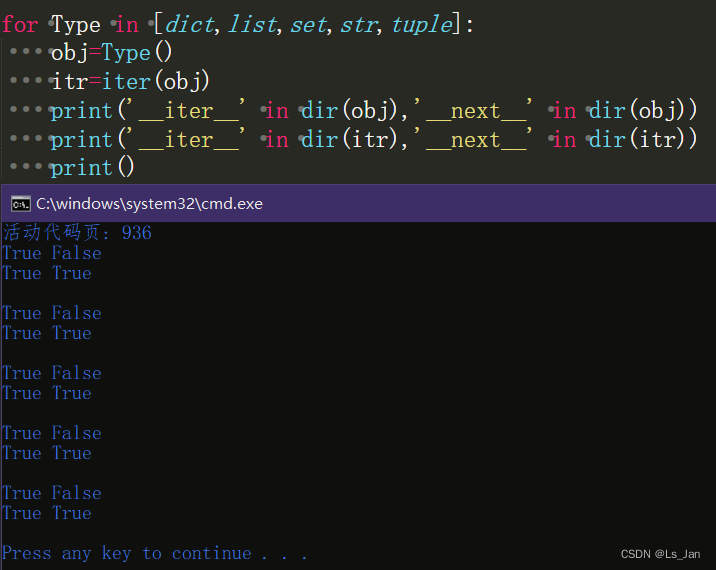 for Type in [dict,list,set,str,tuple]:
    obj=Type()
    itr=iter(obj)
    print('__iter__' in dir(obj),'__next__' in dir(obj))
    print('__iter__' in dir(itr),'__next__' in dir(itr))
    print()
C:\windows\system32\cmd.exe
活动代码页: 936
True False
True True
True False
True True
True False
True True
True False
True True
True False
True True
Press any key to continue . . .
CSDN @Ls_Jan